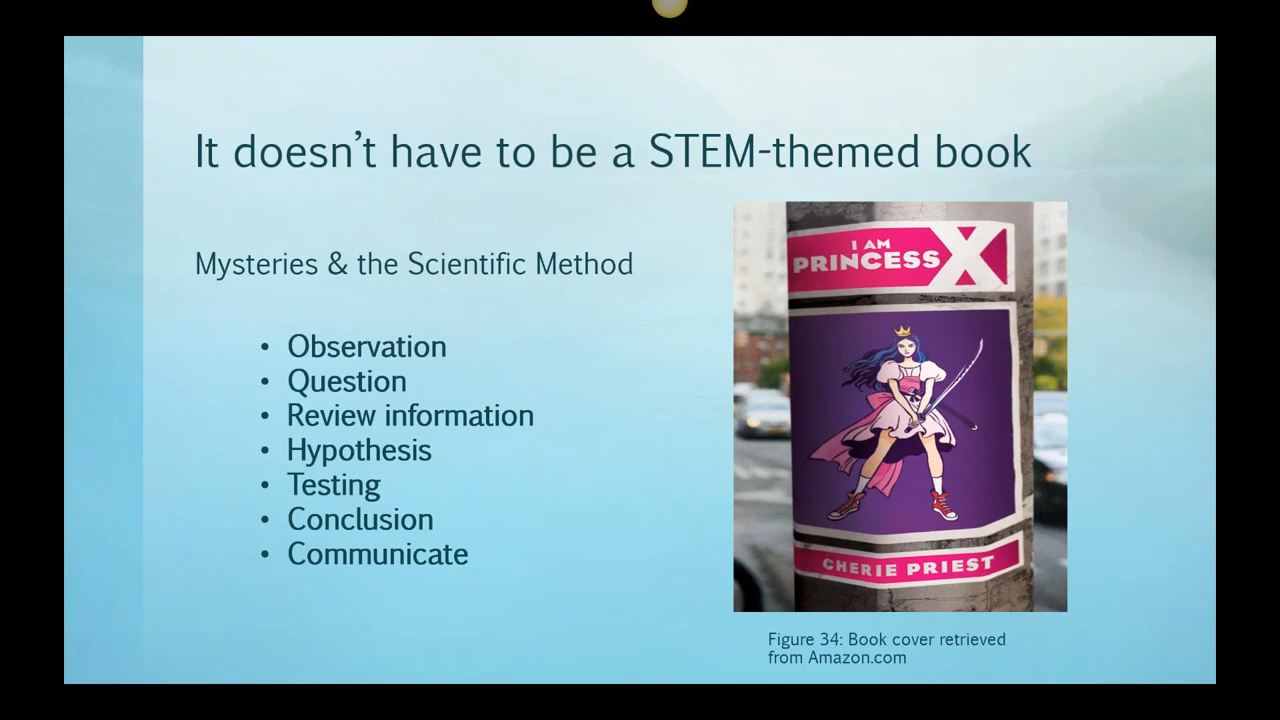 It doesn’t have to be a STEM-themed book
Mysteries & the Scientific Method
• Observation
• Question
• Review information
• Hypothesis
• Testing
• Conclusion
• Communicate
I AM
PRINCESS X
CHERIE PRIEST
Figure 34: Book cover retrieved
from Amazon.com